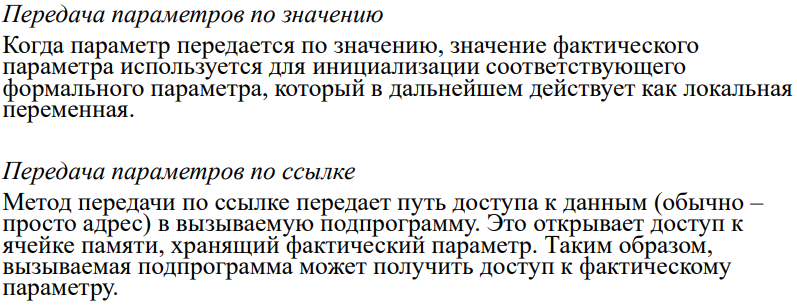 Передача параметров по значению
Когда параметр передается по значению, значение фактического
параметра используется для инициализации соответствующего
формального параметра, который в дальнейшем действует как локальная
переменная.
Передача параметров по ссылке
Метод передачи по ссылке передает путь доступа к данным (обычно –
просто адрес) в вызываемую подпрограмму. Это открывает доступ к
ячейке памяти, хранящий фактический параметр. Таким образом,
вызываемая подпрограмма может получить доступ к фактическому
параметру.